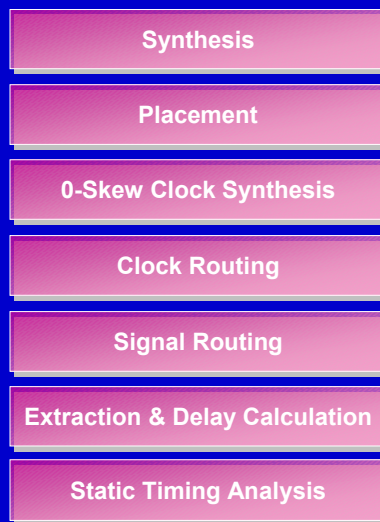 Synthesis
Placement
0-Skew Clock Synthesis
Clock Routing
Signal Routing
Extraction & Delay Calculation
Static Timing Analysis